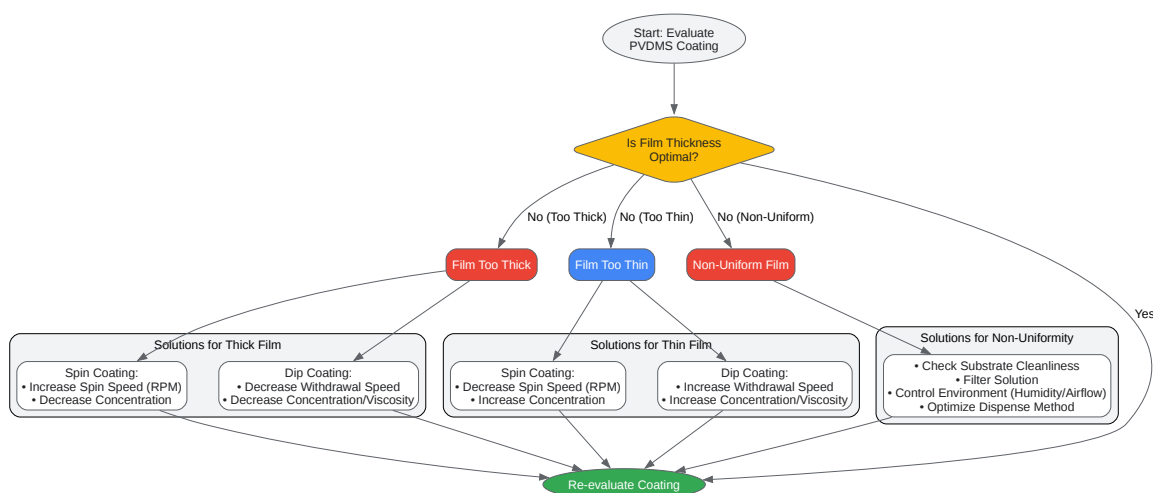 Start: Evaluate
PVDMS Coating
Is Film Thickness
Optimal?
No (Too Thick)
No (Too Thin)
No (Non-Uniform)
Yes
Film Too Thick
Film Too Thin
Non-Uniform Film
Solutions for Thick Film
Spin Coating:
• Increase Spin Speed (RPM)
• Decrease Concentration
Dip Coating:
• Decrease Withdrawal Speed
• Decrease Concentration/Viscosity
Solutions for Thin Film
Spin Coating:
• Decrease Spin Speed (RPM)
• Increase Concentration
Dip Coating:
• Increase Withdrawal Speed
• Increase Concentration/Viscosity
Solutions for Non-Uniformity
• Check Substrate Cleanliness
• Filter Solution
• Control Environment (Humidity/Airflow)
• Optimize Dispense Method
Re-evaluate Coating